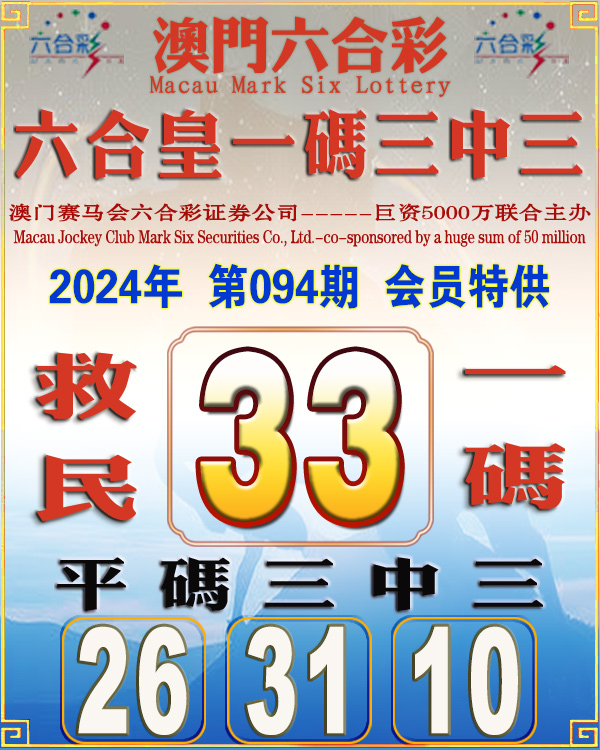 六合彩
澳門六合彩
六合彩
Macau Mark Six Lottery
六合皇一碼三中三
澳门赛马会六合彩证券公司-----巨资5000万联合主办
Macau Jockey Club Mark Six Securities Co., Ltd.-co-sponsored by a huge sum of 50 million
2024年 第094期 会员特供
救民
33
一碼
平碼三中三
26 31 10